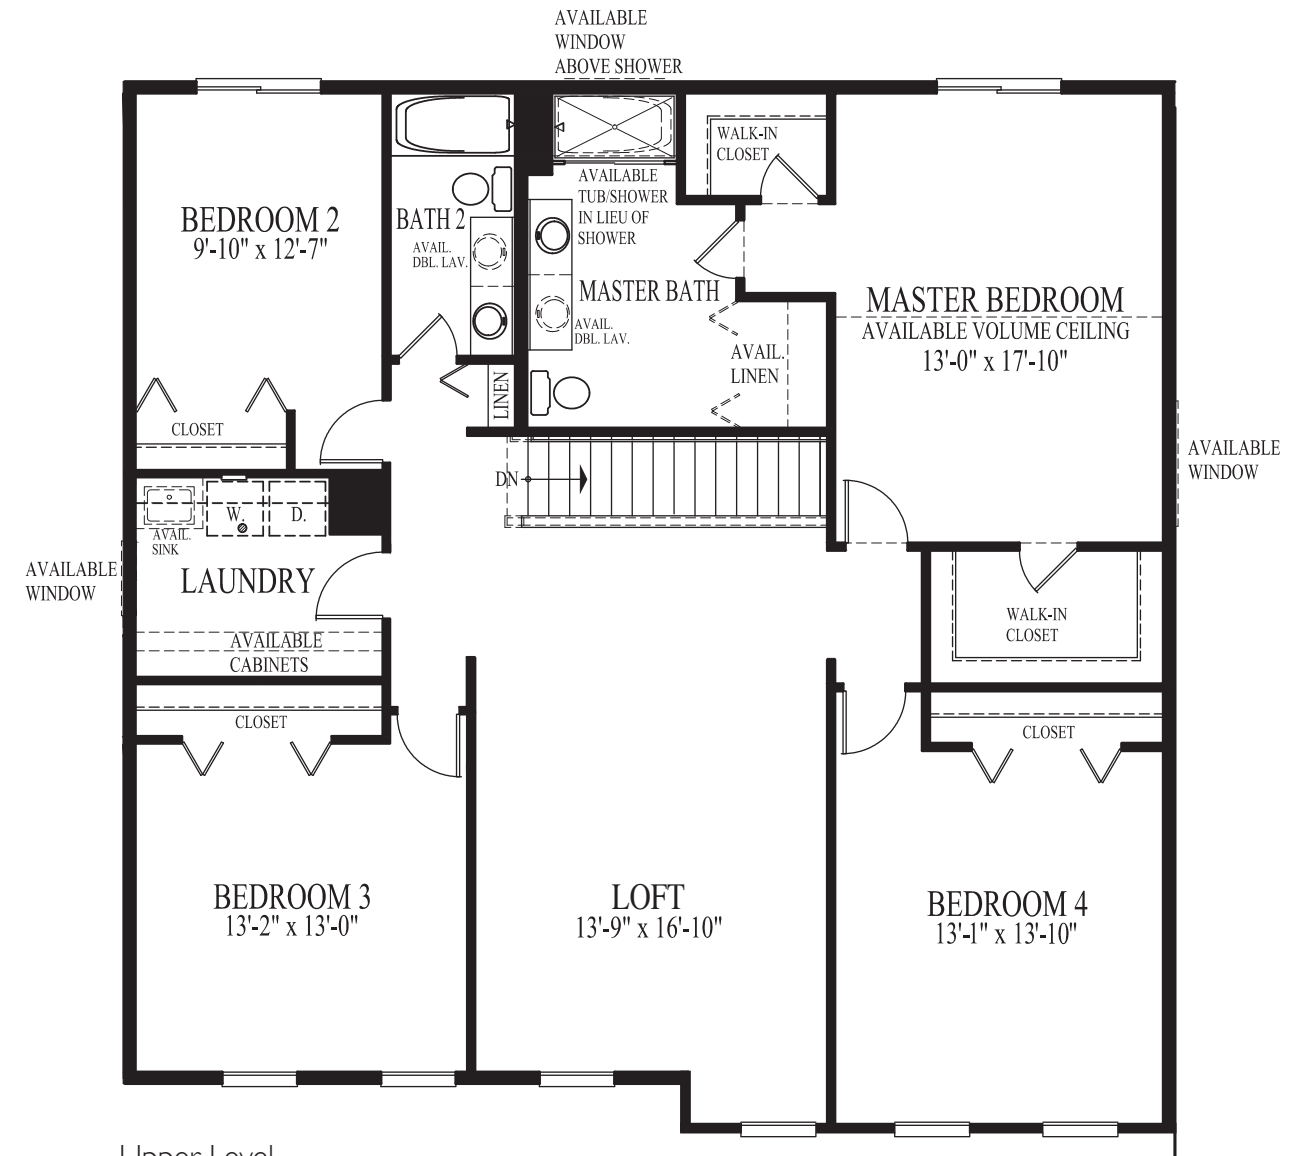 AVAILABLE
WINDOW
ABOVE SHOWER
WALK-IN
CLOSET
AVAILABLE
TUB/SHOWER
IN LIEU OF
SHOWER
BEDROOM 2
9'-10" x 12'-7"
BATH 2
AVAIL.
DBL. LAV.
MASTER BATH
AVAIL.
DBL. LAV.
MASTER BEDROOM
AVAILABLE VOLUME CEILING
13'-0" x 17'-10"
AVAIL.
LINEN
LINEN
CLOSET
AVAILABLE
WINDOW
DN
W.
D.
AVAIL.
SINK
AVAILABLE
WINDOW
LAUNDRY
WALK-IN
CLOSET
AVAILABLE
CABINETS
CLOSET
CLOSET
BEDROOM 3
13'-2" x 13'-0"
LOFT
13'-9" x 16'-10"
BEDROOM 4
13'-1" x 13'-10"
Upper Level